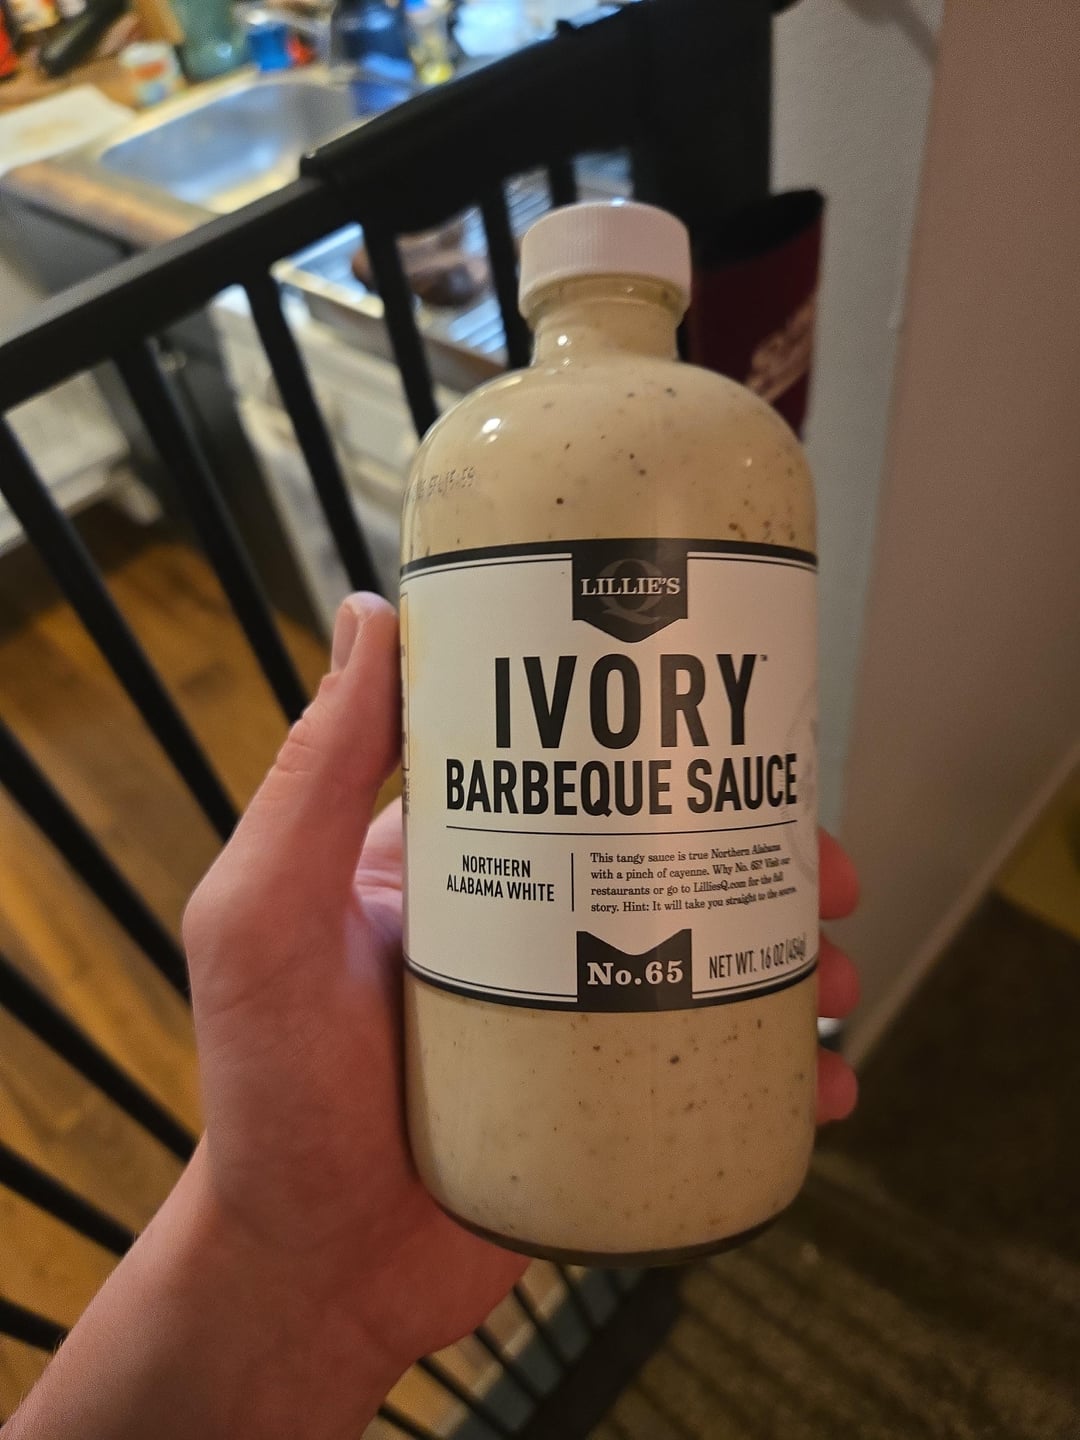 LILLIE'S
Q
IVORY™
BARBEQUE SAUCE
NORTHERN
ALABAMA WHITE
This tangy sauce is true Northern Alabama
with a pinch of cayenne. Why No. 65? Visit our
restaurants or go to LilliesQ.com for the full
story. Hint: It will take you straight to the source.
No.65
NET WT. 16 OZ (454g)